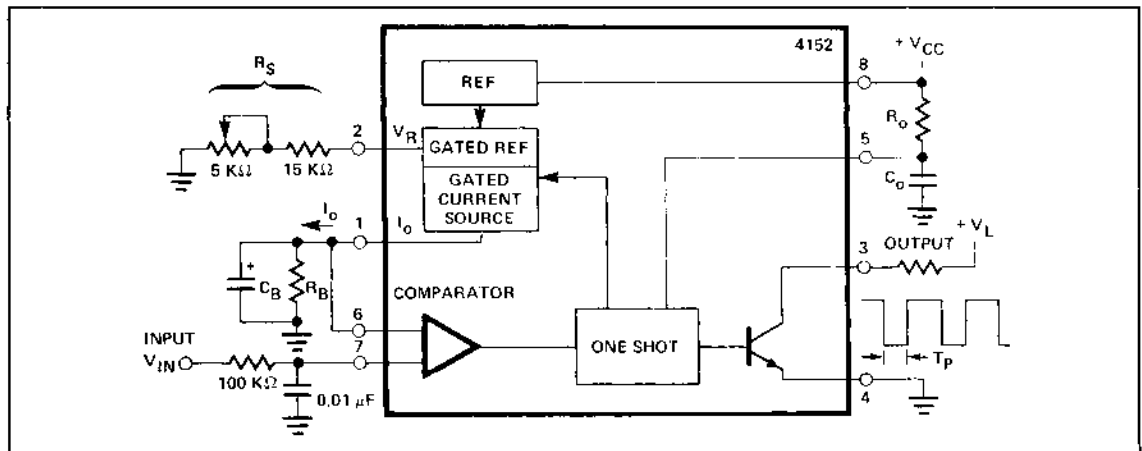 4152
+ VCC
8
RS
REF
Ro
2
VR
GATED REF
5
5 KΩ
15 KΩ
GATED
CURRENT
SOURCE
Co
Io
1
Io
+ VL
3
OUTPUT
+
CB
RB
COMPARATOR
6
INPUT
7
ONE SHOT
VIN
100 KΩ
TP
0.01 μF
4